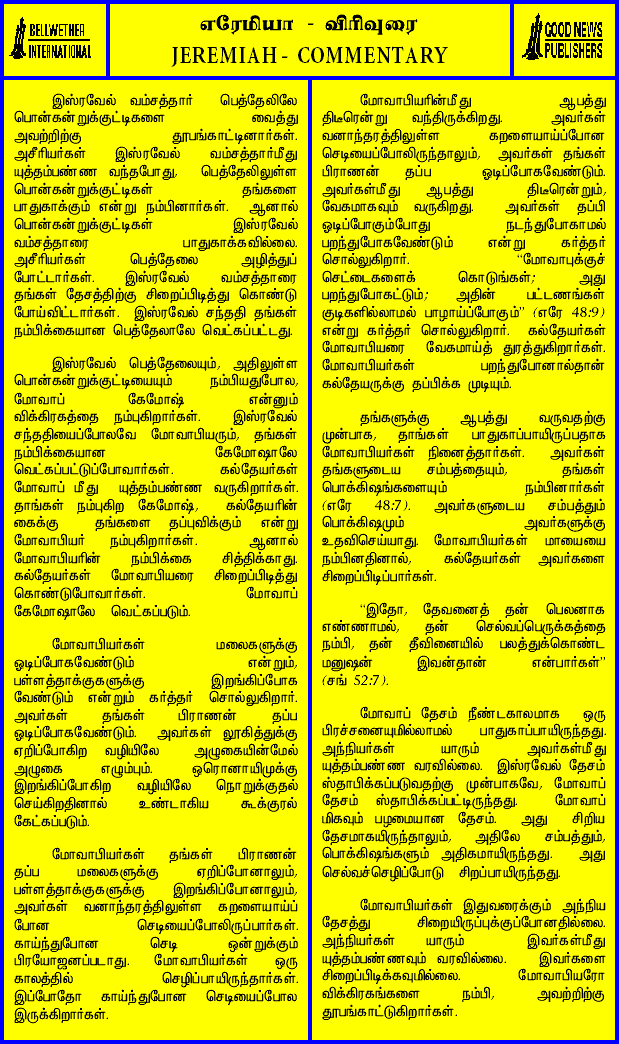 BELLWETHER
INTERNATIONAL
எரேமியா - விரிவுரை
JEREMIAH - COMMENTARY
GOOD NEWS
PUBLISHERS
இஸ்ரவேல் வம்சத்தார் பெத்தேலிலே
பொன்கன்றுக்குட்டிகளை வைத்து
அவற்றிற்கு தூபங்காட்டினார்கள்.
அசீரியர்கள் இஸ்ரவேல் வம்சத்தார்மீது
யுத்தம்பண்ண வந்தபோது, பெத்தேலிலுள்ள
பொன்கன்றுக்குட்டிகள் தங்களை
பாதுகாக்கும் என்று நம்பினார்கள். ஆனால்
பொன்கன்றுக்குட்டிகள் இஸ்ரவேல்
வம்சத்தாரை பாதுகாக்கவில்லை.
அசீரியர்கள் பெத்தேலை அழித்துப்
போட்டார்கள். இஸ்ரவேல் வம்சத்தாரை
தங்கள் தேசத்திற்கு சிறைப்பிடித்து கொண்டு
போய்விட்டார்கள். இஸ்ரவேல் சந்ததி தங்கள்
நம்பிக்கையான பெத்தேலாலே வெட்கப்பட்டது.
இஸ்ரவேல் பெத்தேலையும், அதிலுள்ள
பொன்கன்றுக்குட்டியையும் நம்பியதுபோல,
மோவாப் கேமோஷ் என்னும்
விக்கிரகத்தை நம்புகிறார்கள். இஸ்ரவேல்
சந்ததியைப்போலவே மோவாபியரும், தங்கள்
நம்பிக்கையான கேமோஷாலே
வெட்கப்பட்டுப்போவார்கள். கல்தேயர்கள்
மோவாப் மீது யுத்தம்பண்ண வருகிறார்கள்.
தாங்கள் நம்புகிற கேமோஷ், கல்தேயரின்
கைக்கு தங்களை தப்புவிக்கும் என்று
மோவாபியர் நம்புகிறார்கள். ஆனால்
மோவாபியரின் நம்பிக்கை சித்திக்காது.
கல்தேயர்கள் மோவாபியரை சிறைப்பிடித்து
கொண்டுபோவார்கள். மோவாப்
கேமோஷாலே வெட்கப்படும்.
மோவாபியர்கள் மலைகளுக்கு
ஓடிப்போகவேண்டும் என்றும்,
பள்ளத்தாக்குகளுக்கு இறங்கிப்போக
வேண்டும் என்றும் கர்த்தர் சொல்லுகிறார்.
அவர்கள் தங்கள் பிராணன் தப்ப
ஓடிப்போகவேண்டும். அவர்கள் லூகித்துக்கு
ஏறிப்போகிற வழியிலே அழுகையின்மேல்
அழுகை எழும்பும். ஒரொனாயிமுக்கு
இறங்கிப்போகிற வழியிலே நொறுக்குதல்
செய்கிறதினால் உண்டாகிய கூக்குரல்
கேட்கப்படும்.
மோவாபியர்கள் தங்கள் பிராணன்
தப்ப மலைகளுக்கு ஏறிப்போனாலும்,
பள்ளத்தாக்குகளுக்கு இறங்கிப்போனாலும்,
அவர்கள் வனாந்தரத்திலுள்ள கறளையாய்ப்
போன செடியைப்போலிருப்பார்கள்.
காய்ந்துபோன செடி ஒன்றுக்கும்
பிரயோஜனப்படாது. மோவாபியர்கள் ஒரு
காலத்தில் செழிப்பாயிருந்தார்கள்.
இப்போதோ காய்ந்துபோன செடியைப்போல
இருக்கிறார்கள்.
மோவாபியரின்மீது ஆபத்து
திடீரென்று வந்திருக்கிறது. அவர்கள்
வனாந்தரத்திலுள்ள கறளையாய்ப்போன
செடியைப்போலிருந்தாலும், அவர்கள் தங்கள்
பிராணன் தப்ப ஓடிப்போகவேண்டும்.
அவர்கள்மீது ஆபத்து திடீரென்றும்,
வேகமாகவும் வருகிறது. அவர்கள் தப்பி
ஓடிப்போகும்போது நடந்துபோகாமல்
பறந்துபோகவேண்டும் என்று கர்த்தர்
சொல்லுகிறார். "மோவாபுக்குச்
செட்டைகளைக் கொடுங்கள்; அது
பறந்துபோகட்டும்; அதின் பட்டணங்கள்
குடிகளில்லாமல் பாழாய்ப்போகும்" (எரே 48:9)
என்று கர்த்தர் சொல்லுகிறார். கல்தேயர்கள்
மோவாபியரை வேகமாய்த் துரத்துகிறார்கள்.
மோவாபியர்கள் பறந்துபோனால்தான்
கல்தேயருக்கு தப்பிக்க முடியும்.
தங்களுக்கு ஆபத்து வருவதற்கு
முன்பாக, தாங்கள் பாதுகாப்பாயிருப்பதாக
மோவாபியர்கள் நினைத்தார்கள். அவர்கள்
தங்களுடைய சம்பத்தையும், தங்கள்
பொக்கிஷங்களையும் நம்பினார்கள்
(எரே 48:7). அவர்களுடைய சம்பத்தும்
பொக்கிஷமும் அவர்களுக்கு
உதவிசெய்யாது. மோவாபியர்கள் மாயையை
நம்பினதினால், கல்தேயர்கள் அவர்களை
சிறைப்பிடிப்பார்கள்.
"இதோ, தேவனைத் தன் பெலனாக
எண்ணாமல், தன் செல்வப்பெருக்கத்தை
நம்பி, தன் தீவினையில் பலத்துக்கொண்ட
மனுஷன் இவன்தான் என்பார்கள்"
(சங் 52:7).
மோவாப் தேசம் நீண்டகாலமாக ஒரு
பிரச்சனையுமில்லாமல் பாதுகாப்பாயிருந்தது.
அந்நியர்கள் யாரும் அவர்கள்மீது
யுத்தம்பண்ண வரவில்லை. இஸ்ரவேல் தேசம்
ஸ்தாபிக்கப்படுவதற்கு முன்பாகவே, மோவாப்
தேசம் ஸ்தாபிக்கப்பட்டிருந்தது. மோவாப்
மிகவும் பழமையான தேசம். அது சிறிய
தேசமாகயிருந்தாலும், அதிலே சம்பத்தும்,
பொக்கிஷங்களும் அதிகமாயிருந்தது. அது
செல்வச்செழிப்போடு சிறப்பாயிருந்தது.
மோவாபியர்கள் இதுவரைக்கும் அந்நிய
தேசத்து சிறையிருப்புக்குப்போனதில்லை.
அந்நியர்கள் யாரும் இவர்கள்மீது
யுத்தம்பண்ணவும் வரவில்லை. இவர்களை
சிறைப்பிடிக்கவுமில்லை. மோவாபியரோ
விக்கிரகங்களை நம்பி, அவற்றிற்கு
தூபங்காட்டுகிறார்கள்.